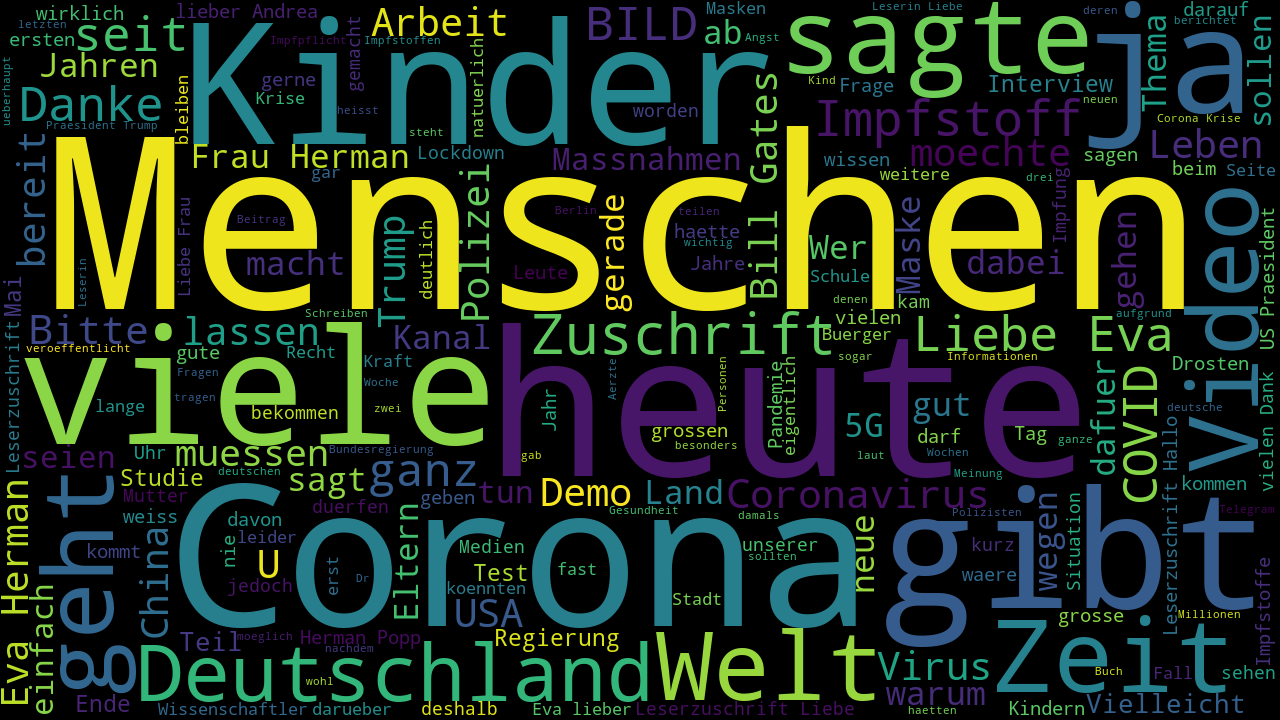 wirklich
letzten
ersten
seit
lieber Andrea
Impfpflicht
gemacht
Impfstoffen
Arbeit
BILD
Masken
ab
Angst
sagte
Leserin Liebe
deren
ja
darauf
berichtet
Thema
sollen
Jahren
Danke
ueberhaupt
Praesident Trump
bleiben
Kinder
gerne
Krise
heisst
steht
natuerlich
worden
Gates
Kind
Frage
Interview
neuen
Impfstoff
Corona Krise
bereit
Frau Herman
gar
Lockdown
Massnahmen
Bill Gates
wissen
weitere
moechte
sagen
Leben
beim
Seite
Menschen
Liebe Frau
Beitrag
macht
Leserin
Trump
deutlich
Polizei
Berlin
Leute
gerade
teilen
haette
wichtig
Jahre
Wer
Schule
denen
kam
Maske
dabei
drei
Impfung
gehen
aufgrund
video
US Praesident
Mai
Leserzuschrift
Bitte
veroeffentlicht
lassen
Schreiben
gute
Fragen
tragen
lange
Recht
Kraft
Woche
Kanal
bekommen
zwei
viele
Zuschrift
vielen
Buerger
sogar
Liebe
Informationen
Eva
Drosten
vielen Dank
heute
Aerzte
Jahr
Personen
Pandemie
eigentlich
grossen
besonders
5G
gut
darf
laut
Wochen
Tag
ganze
dafuer
COVID
deutsche
Meinung
kommen
Uhr
seien
muessen
Bundesregierung
deutschen
Studie
sagt
ganz
gab
Mutter
weiss
duerfen
geben
tun
Demo
Land
Coronavirus
Gesundheit
damals
Polizisten
Telegram
Eva Herman
geht
kommt
China
davon
leider
nie
U
jedoch
erst
Dr
Eltern
Medien
Test
koennten
fast
unserer
sollten
neue
kurz
waere
wegen
Situation
Leserzuschrift Hallo
Corona
gibt
USA
Stadt
grosse
Millionen
Impfstoffe
einfach
Teil
moeglich
Herman Popp
nachdem
Regierung
Deutschland
wohl
Welt
Virus
warum
Zeit
Buch
Fall
sehen
Ende
Wissenschaftler
darueber
deshalb
Eva lieber
Leserzuschrift Liebe
haetten
Kindern
Vielleicht